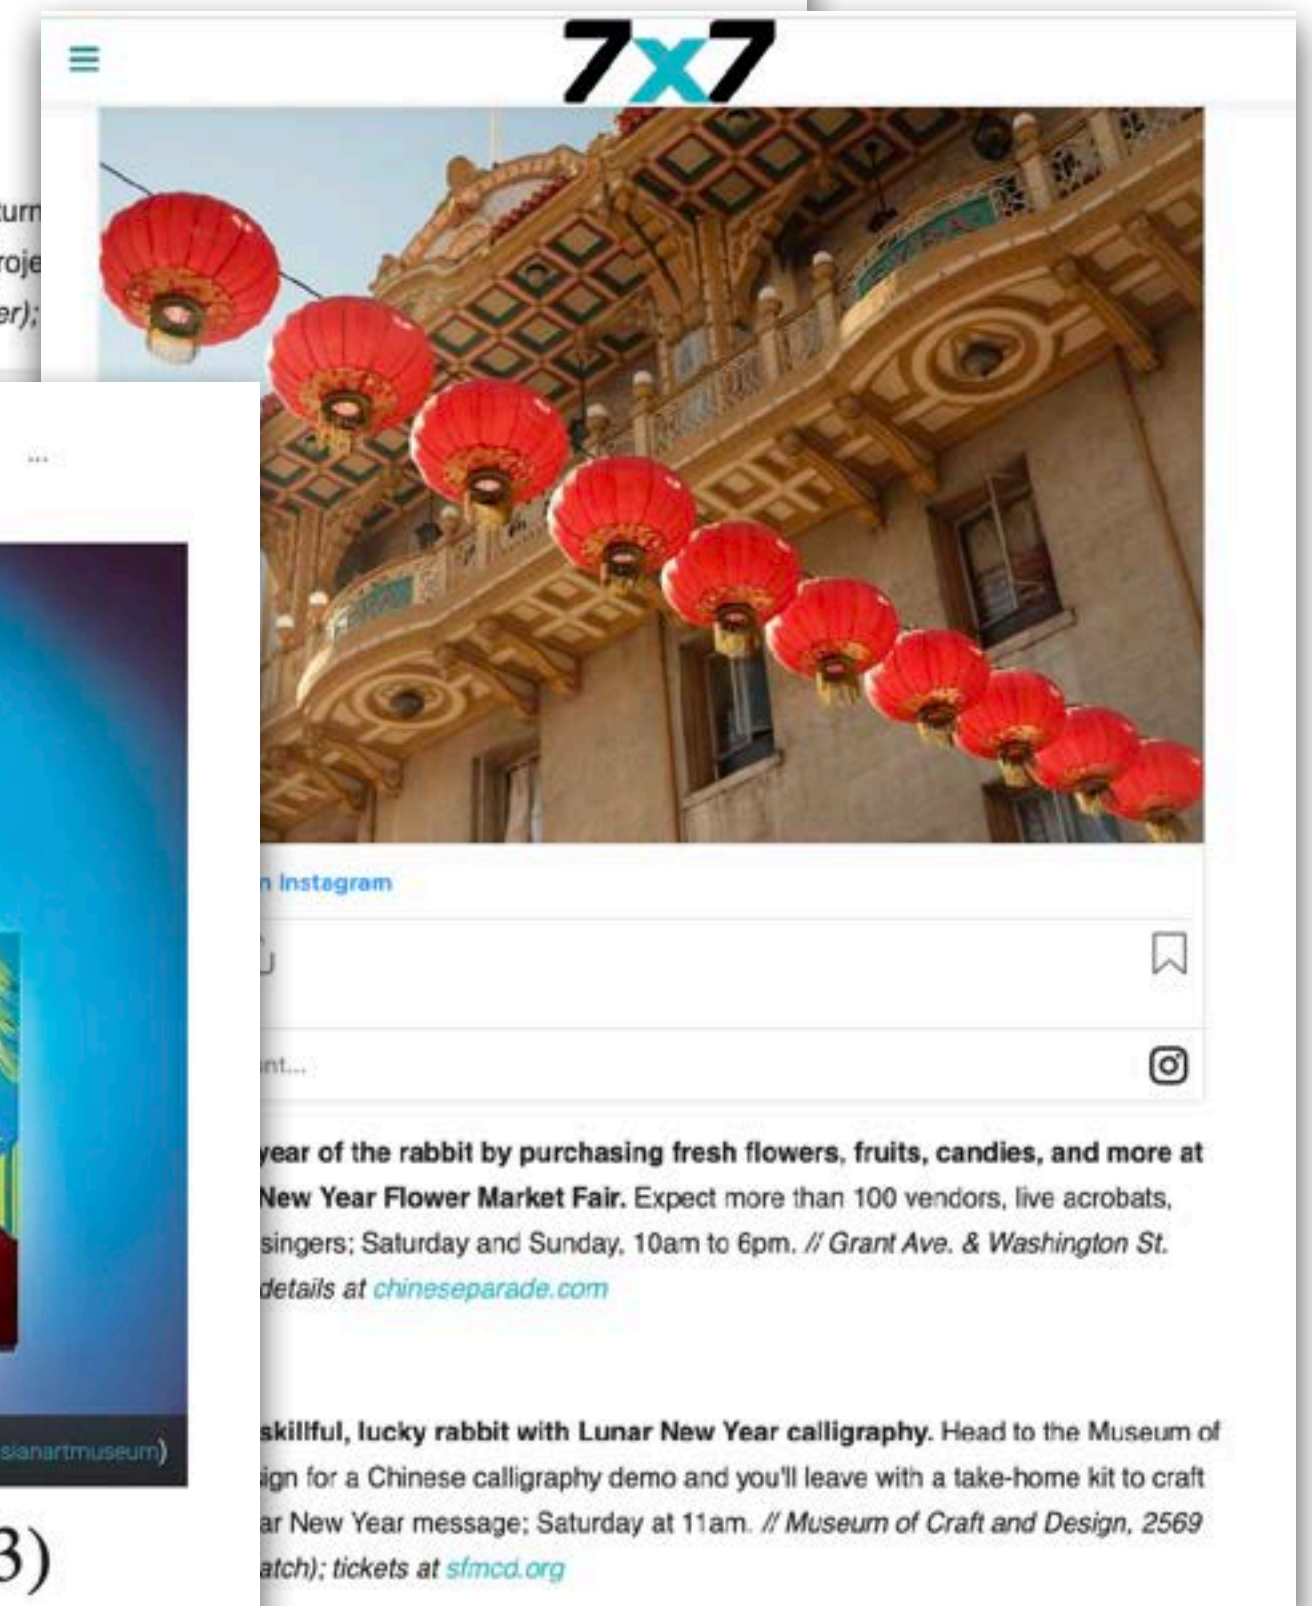 7x7
er);
...
n Instagram
nt...
year of the rabbit by purchasing fresh flowers, fruits, candies, and more at
New Year Flower Market Fair. Expect more than 100 vendors, live acrobats,
singers; Saturday and Sunday, 10am to 6pm. // Grant Ave. & Washington St.
details at chineseparade.com
sianartmuseum)
skillful, lucky rabbit with Lunar New Year calligraphy. Head to the Museum of
ign for a Chinese calligraphy demo and you'll leave with a take-home kit to craft
ar New Year message; Saturday at 11am. // Museum of Craft and Design, 2569
atch); tickets at sfmcd.org
3)